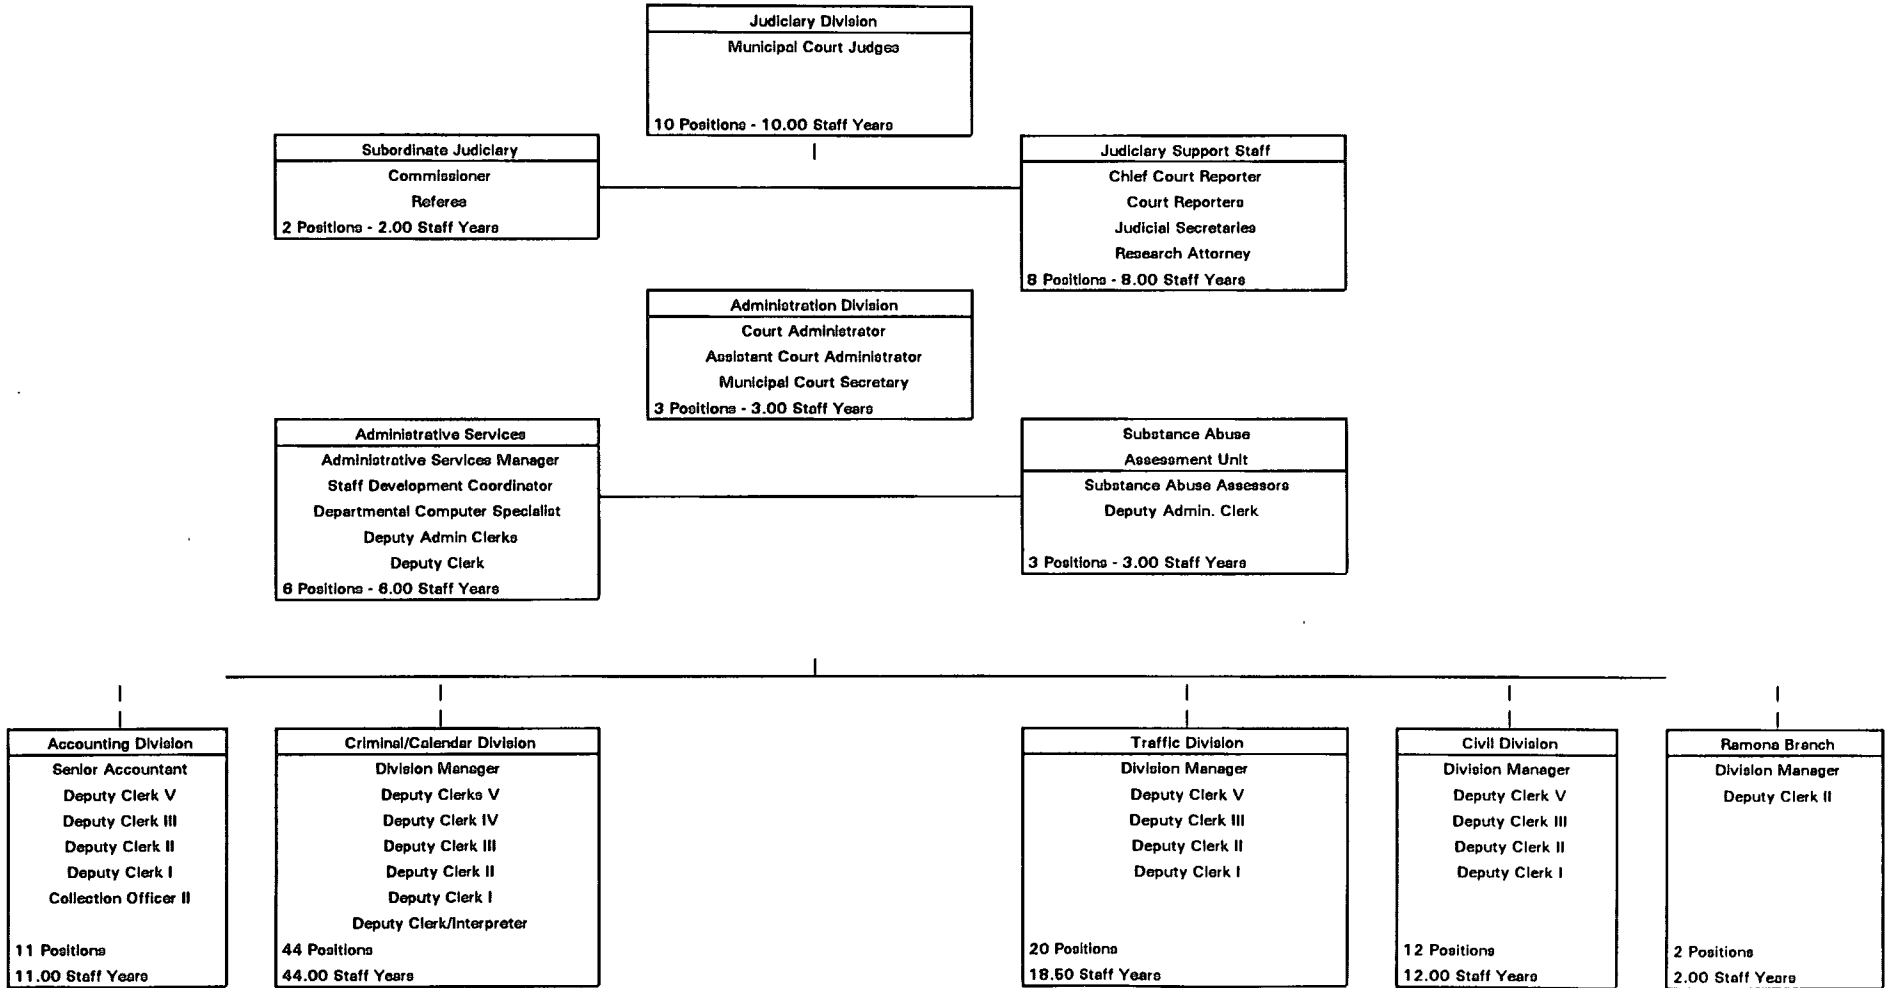 Judiciary Division
Municipal Court Judges
10 Positions - 10.00 Staff Years
Subordinate Judiciary
Commissioner
Referee
2 Positions - 2.00 Staff Years
Judiciary Support Staff
Chief Court Reporter
Court Reporters
Judicial Secretaries
Research Attorney
8 Positions - 8.00 Staff Years
Administration Division
Court Administrator
Assistant Court Administrator
Municipal Court Secretary
3 Positions - 3.00 Staff Years
Administrative Services
Administrative Services Manager
Staff Development Coordinator
Departmental Computer Specialist
Deputy Admin Clerks
Deputy Clerk
6 Positions - 6.00 Staff Years
Substance Abuse
Assessment Unit
Substance Abuse Assessors
Deputy Admin. Clerk
3 Positions - 3.00 Staff Years
Accounting Division
Senior Accountant
Deputy Clerk V
Deputy Clerk III
Deputy Clerk II
Deputy Clerk I
Collection Officer II
11 Positions
11.00 Staff Years
Criminal/Calendar Division
Division Manager
Deputy Clerks V
Deputy Clerk IV
Deputy Clerk III
Deputy Clerk II
Deputy Clerk I
Deputy Clerk/Interpreter
44 Positions
44.00 Staff Years
Traffic Division
Division Manager
Deputy Clerk V
Deputy Clerk III
Deputy Clerk II
Deputy Clerk I
20 Positions
18.50 Staff Years
Civil Division
Division Manager
Deputy Clerk V
Deputy Clerk III
Deputy Clerk II
Deputy Clerk I
12 Positions
12.00 Staff Years
Ramona Branch
Division Manager
Deputy Clerk II
2 Positions
2.00 Staff Years